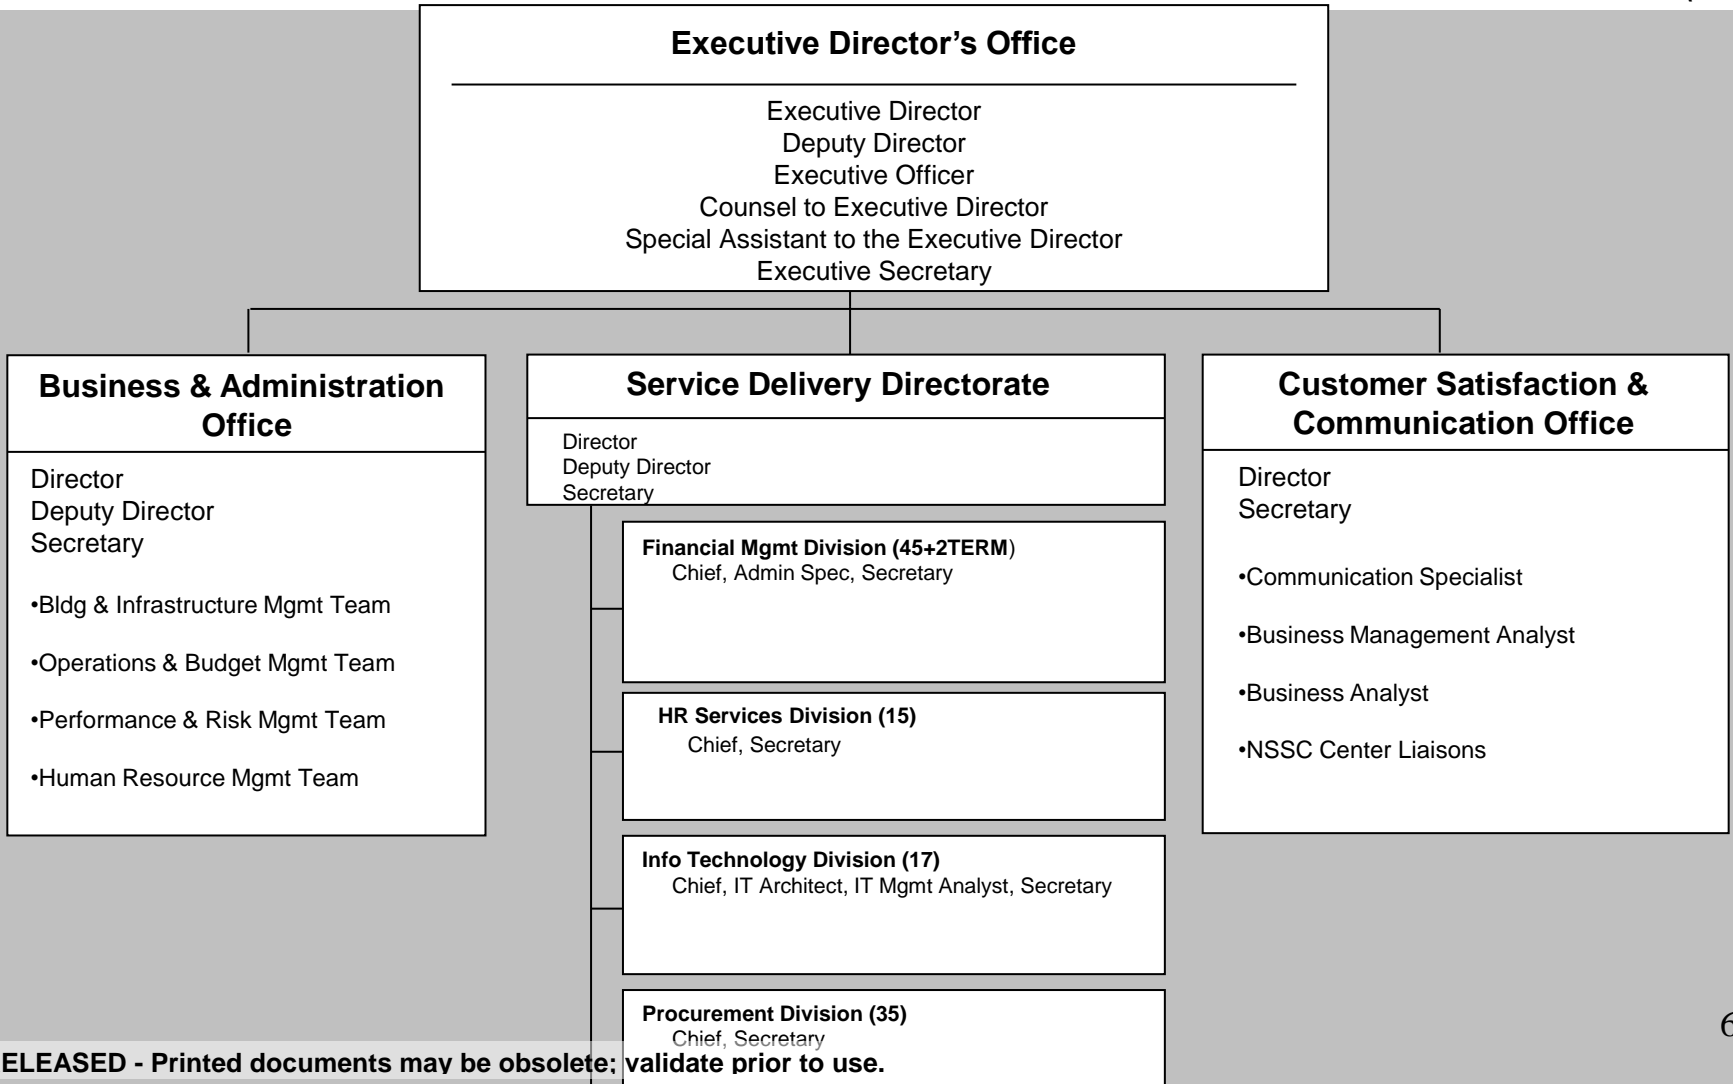 Executive Director’s Office
Executive Director
Deputy Director
Executive Officer
Counsel to Executive Director
Special Assistant to the Executive Director
Executive Secretary
Business & Administration
Office
Director
Deputy Director
Secretary
•Bldg & Infrastructure Mgmt Team
•Operations & Budget Mgmt Team
•Performance & Risk Mgmt Team
•Human Resource Mgmt Team
Service Delivery Directorate
Director
Deputy Director
Secretary
Financial Mgmt Division (45+2TERM)
Chief, Admin Spec, Secretary
HR Services Division (15)
Chief, Secretary
Info Technology Division (17)
Chief, IT Architect, IT Mgmt Analyst, Secretary
Procurement Division (35)
Chief, Secretary
Customer Satisfaction &
Communication Office
Director
Secretary
•Communication Specialist
•Business Management Analyst
•Business Analyst
•NSSC Center Liaisons
6
ELEASED - Printed documents may be obsolete; validate prior to use.